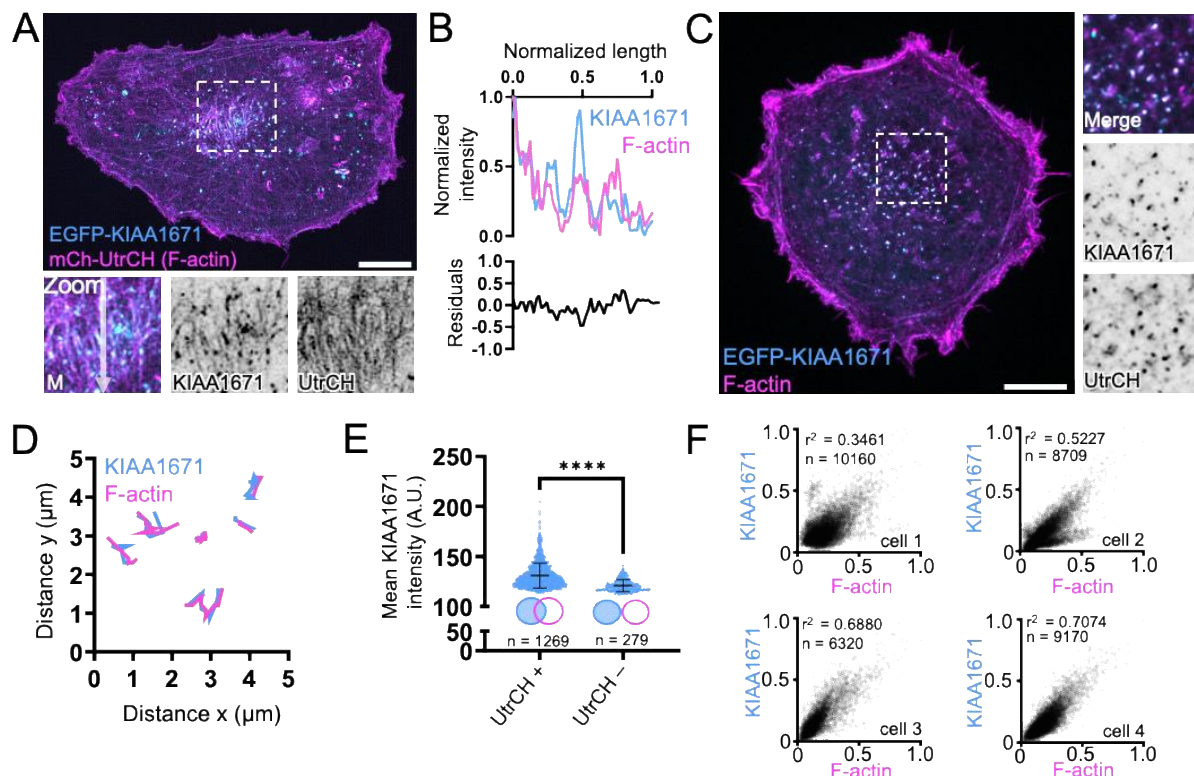 A
EGFP-KIAA1671
mCh-UtrCH (F-actin)
Zoom
M
KIAA1671
UtrCH
B
Normalized length
0.0 0.5 1.0
1.0
0.5
0.0
Normalized
intensity
KIAA1671
F-actin
1.0
0.5
0.0
-0.5
-1.0
Residuals
C
EGFP-KIAA1671
F-actin
Merge
KIAA1671
UtrCH
D
KIAA1671
F-actin
5
4
3
2
1
0
Distance y (µm)
0 1 2 3 4 5
Distance x (µm)
E
250
200
150
100
50
0
Mean KIAA1671
intensity (A.U.)
****
n = 1269 n = 279
UtrCH +
UtrCH –
F
1.0
0.5
0
KIAA1671
r² = 0.3461
n = 10160
cell 1
0 0.5 1.0
F-actin
1.0
0.5
0
KIAA1671
r² = 0.5227
n = 8709
cell 2
0 0.5 1.0
F-actin
1.0
0.5
0
KIAA1671
r² = 0.6880
n = 6320
cell 3
0 0.5 1.0
F-actin
1.0
0.5
0
KIAA1671
r² = 0.7074
n = 9170
cell 4
0 0.5 1.0
F-actin